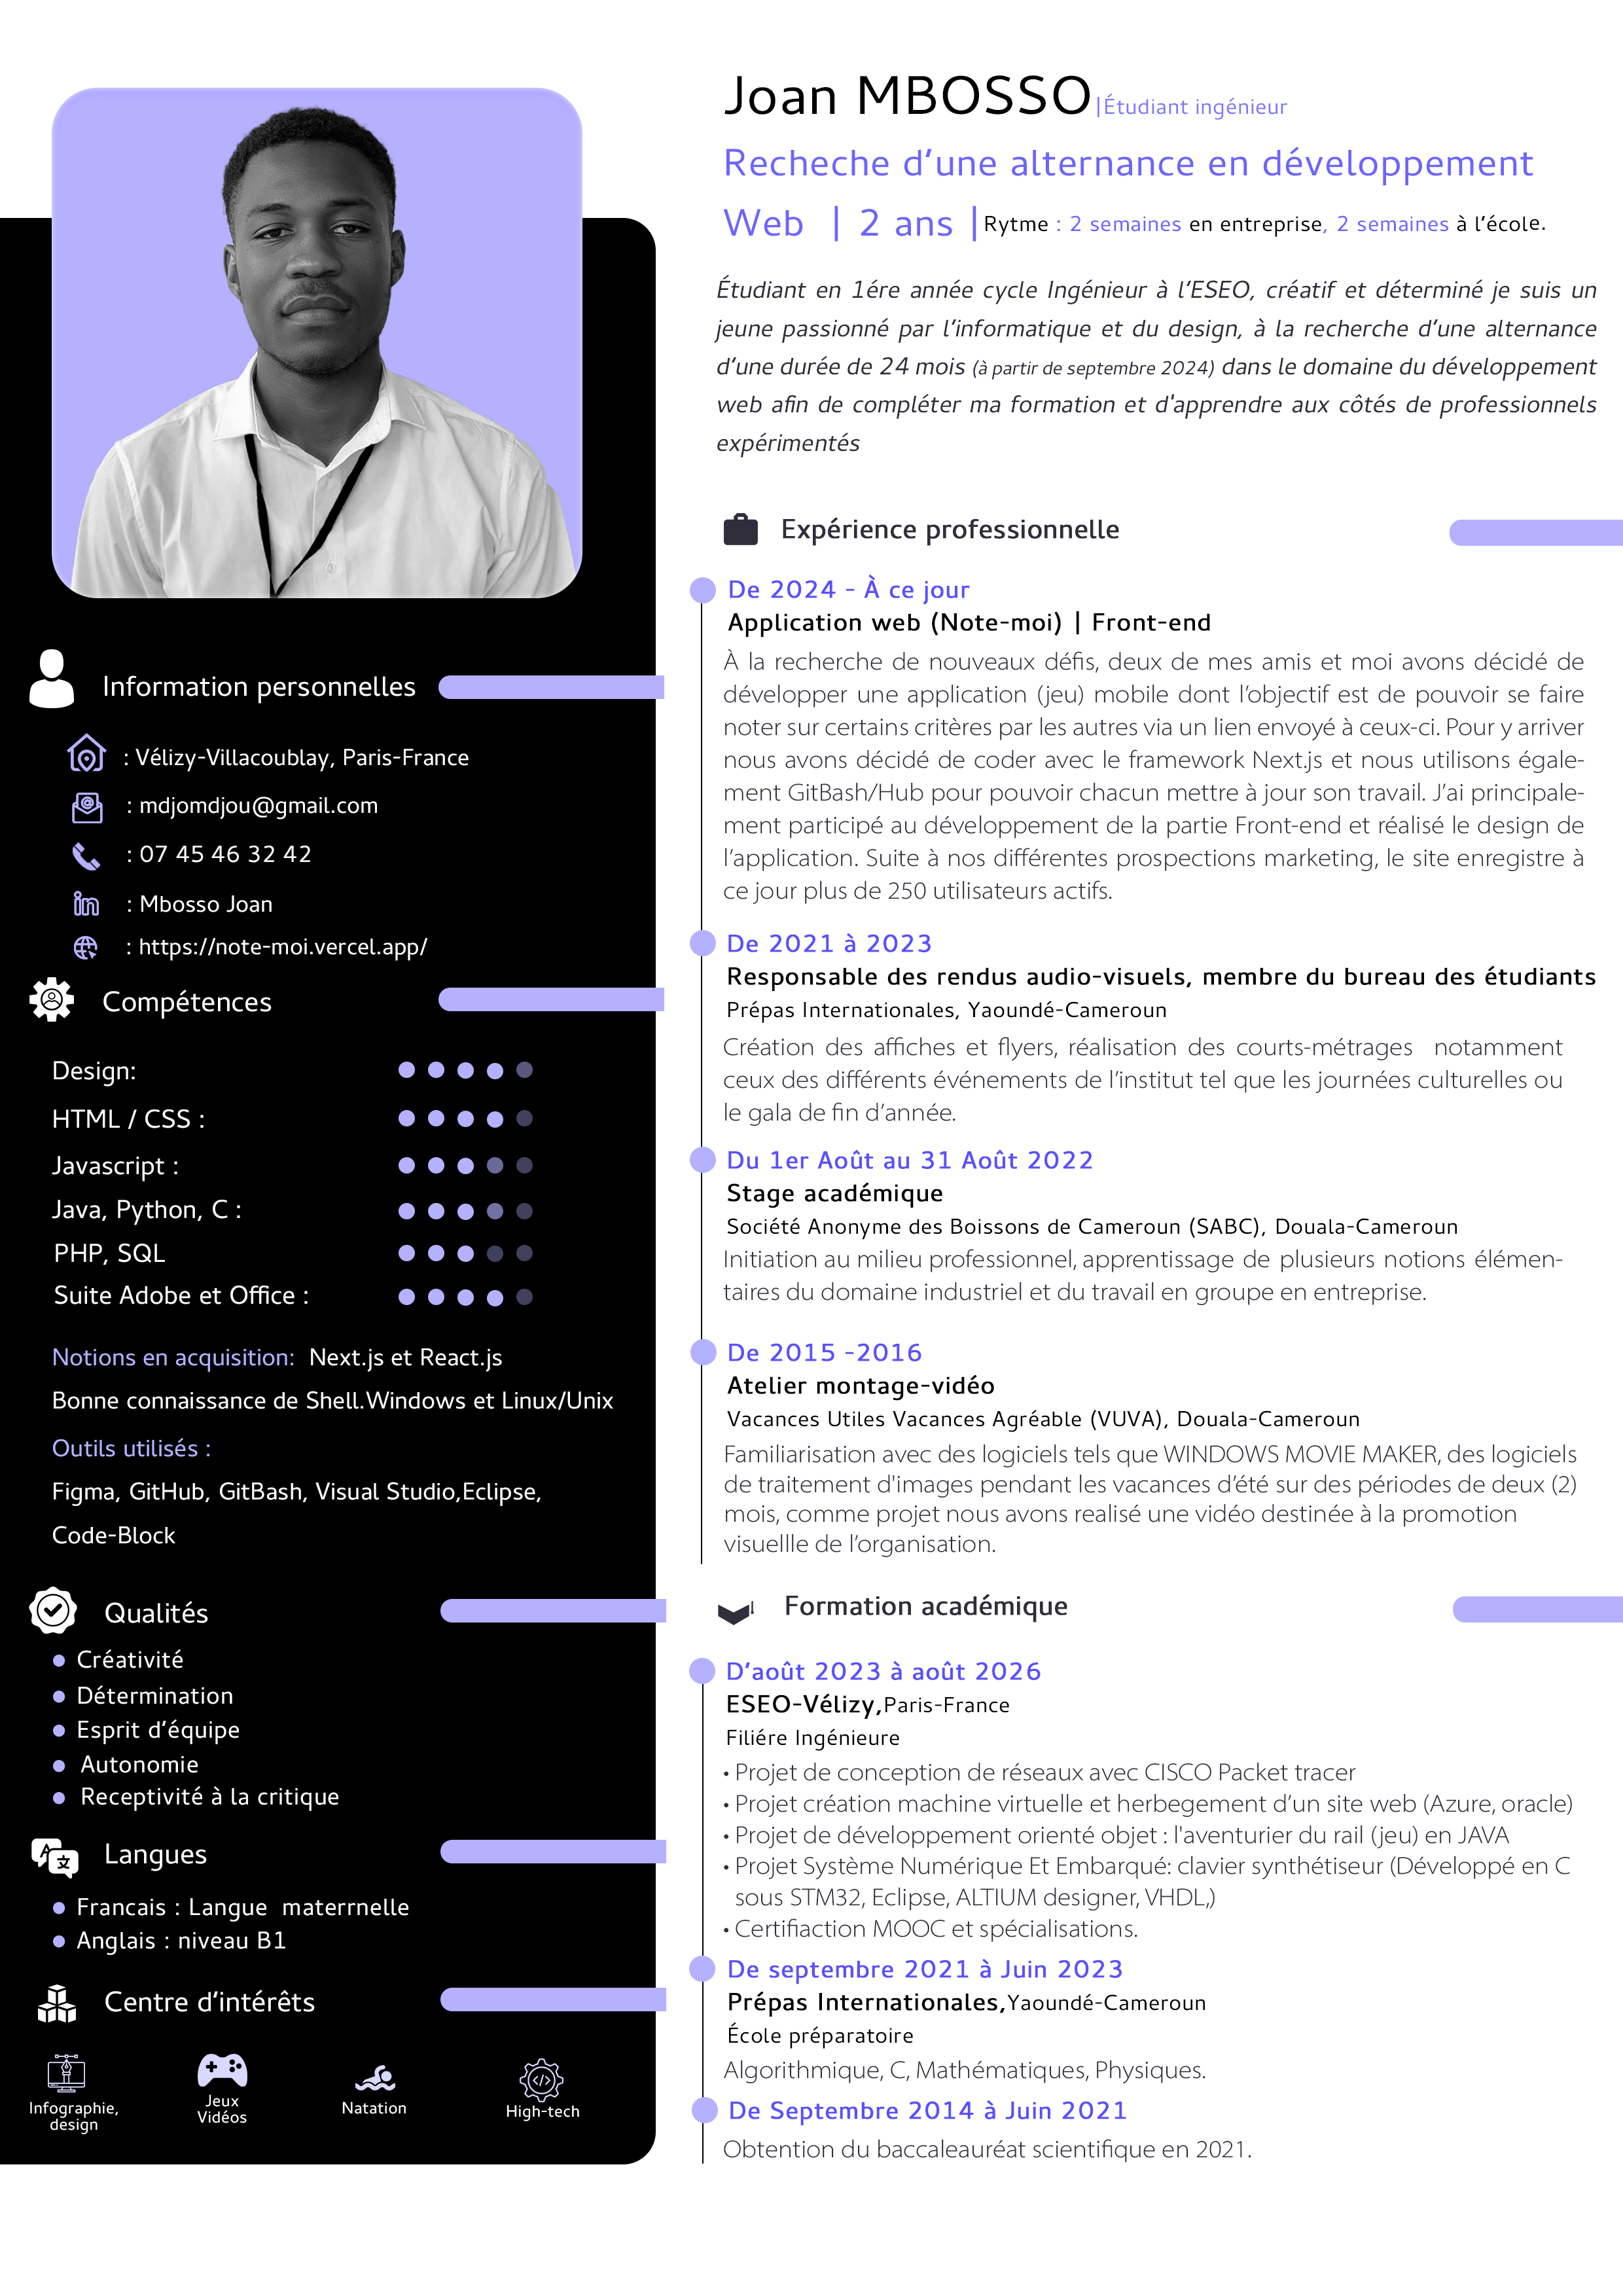 Joan MBOSSO|Étudiant ingénieur
Recheche d’une alternance en développement
Web | 2 ans |Rytme : 2 semaines en entreprise, 2 semaines à l’école.
Étudiant en 1ére année cycle Ingénieur à l’ESEO, créatif et déterminé je suis un
jeune passionné par l’informatique et du design, à la recherche d’une alternance
d’une durée de 24 mois (à partir de septembre 2024) dans le domaine du développement
web afin de compléter ma formation et d'apprendre aux côtés de professionnels
expérimentés
Information personnelles
: Vélizy-Villacoublay, Paris-France
: mdjomdjou@gmail.com
: 07 45 46 32 42
in : Mbosso Joan
: https://note-moi.vercel.app/
Compétences
Design:
HTML / CSS :
Javascript :
Java, Python, C :
PHP, SQL
Suite Adobe et Office :
Notions en acquisition: Next.js et React.js
Bonne connaissance de Shell.Windows et Linux/Unix
Outils utilisés :
Figma, GitHub, GitBash, Visual Studio,Eclipse,
Code-Block
Qualités
Créativité
Détermination
Esprit d’équipe
Autonomie
Receptivité à la critique
Langues
Francais : Langue materrnelle
Anglais : niveau B1
Centre d’intérêts
Infographie,
design
Jeux
Vidéos
Natation
High-tech
Expérience professionnelle
De 2024 - À ce jour
Application web (Note-moi) | Front-end
À la recherche de nouveaux défis, deux de mes amis et moi avons décidé de
développer une application (jeu) mobile dont l’objectif est de pouvoir se faire
noter sur certains critères par les autres via un lien envoyé à ceux-ci. Pour y arriver
nous avons décidé de coder avec le framework Next.js et nous utilisons égale-
ment GitBash/Hub pour pouvoir chacun mettre à jour son travail. J’ai principale-
ment participé au développement de la partie Front-end et réalisé le design de
l’application. Suite à nos différentes prospections marketing, le site enregistre à
ce jour plus de 250 utilisateurs actifs.
De 2021 à 2023
Responsable des rendus audio-visuels, membre du bureau des étudiants
Prépas Internationales, Yaoundé-Cameroun
Création des affiches et flyers, réalisation des courts-métrages notamment
ceux des différents événements de l’institut tel que les journées culturelles ou
le gala de fin d’année.
Du 1er Août au 31 Août 2022
Stage académique
Société Anonyme des Boissons de Cameroun (SABC), Douala-Cameroun
Initiation au milieu professionnel, apprentissage de plusieurs notions élémen-
taires du domaine industriel et du travail en groupe en entreprise.
De 2015 -2016
Atelier montage-vidéo
Vacances Utiles Vacances Agréable (VUVA), Douala-Cameroun
Familiarisation avec des logiciels tels que WINDOWS MOVIE MAKER, des logiciels
de traitement d'images pendant les vacances d’été sur des périodes de deux (2)
mois, comme projet nous avons realisé une vidéo destinée à la promotion
visuellle de l’organisation.
Formation académique
D’août 2023 à août 2026
ESEO-Vélizy,Paris-France
Filiére Ingénieure
• Projet de conception de réseaux avec CISCO Packet tracer
• Projet création machine virtuelle et herbegement d’un site web (Azure, oracle)
• Projet de développement orienté objet : l'aventurier du rail (jeu) en JAVA
• Projet Système Numérique Et Embarqué: clavier synthétiseur (Développé en C
sous STM32, Eclipse, ALTIUM designer, VHDL,)
• Certifiaction MOOC et spécialisations.
De septembre 2021 à Juin 2023
Prépas Internationales,Yaoundé-Cameroun
École préparatoire
Algorithmique, C, Mathématiques, Physiques.
De Septembre 2014 à Juin 2021
Obtention du baccaleauréat scientifique en 2021.